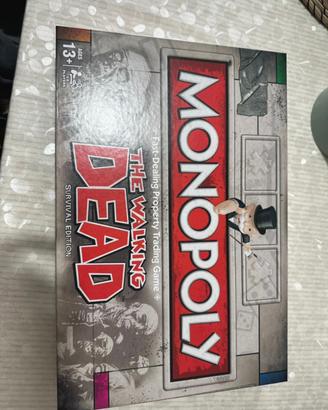 MONOPOLY
Fast-Dealing Property Trading Game
THE WALKING
DEAD
SURVIVAL EDITION
AGES
13+